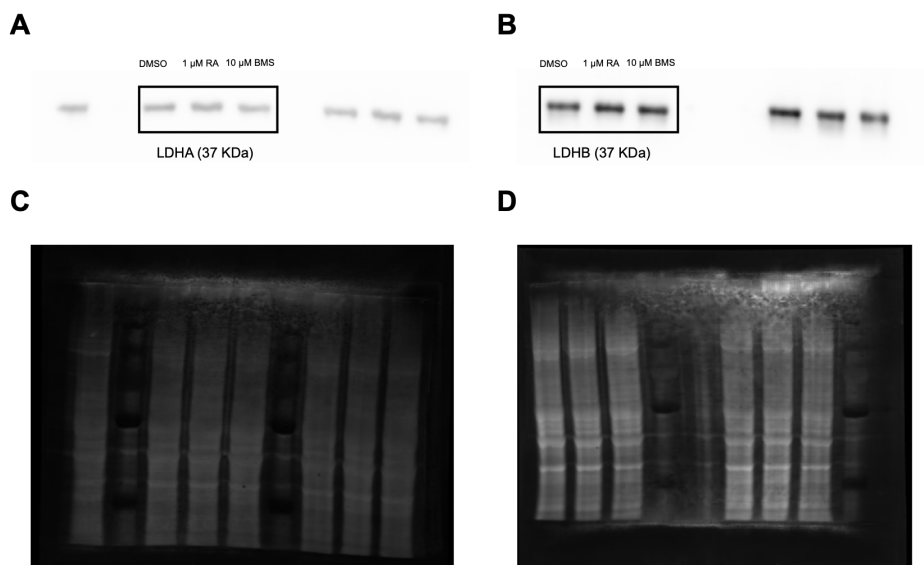 A
B
DMSO 1 µM RA 10 µM BMS
DMSO 1 µM RA 10 µM BMS
LDHA (37 KDa)
LDHB (37 KDa)
C
D